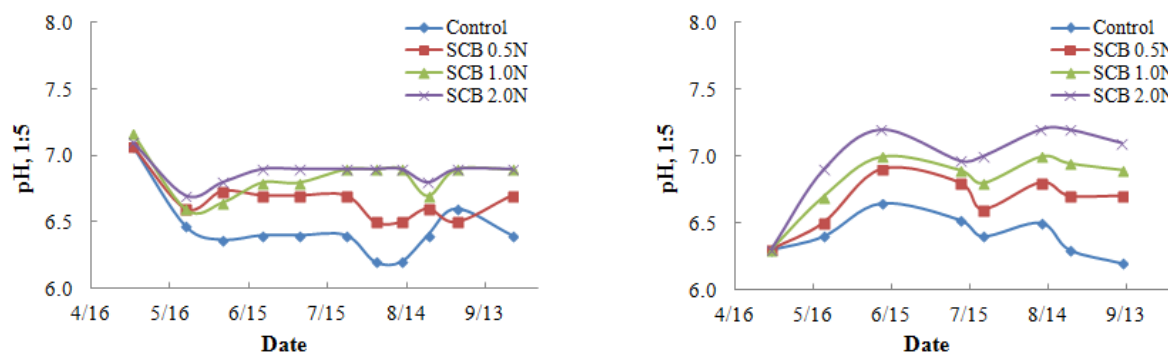 8.0
7.5
7.0
6.5
6.0
pH, 1:5
Control
SCB 0.5N
SCB 1.0N
SCB 2.0N
4/16 5/16 6/15 7/15 8/14 9/13
Date
8.0
7.5
7.0
6.5
6.0
pH, 1:5
Control
SCB 0.5N
SCB 1.0N
SCB 2.0N
4/16 5/16 6/15 7/15 8/14 9/13
Date